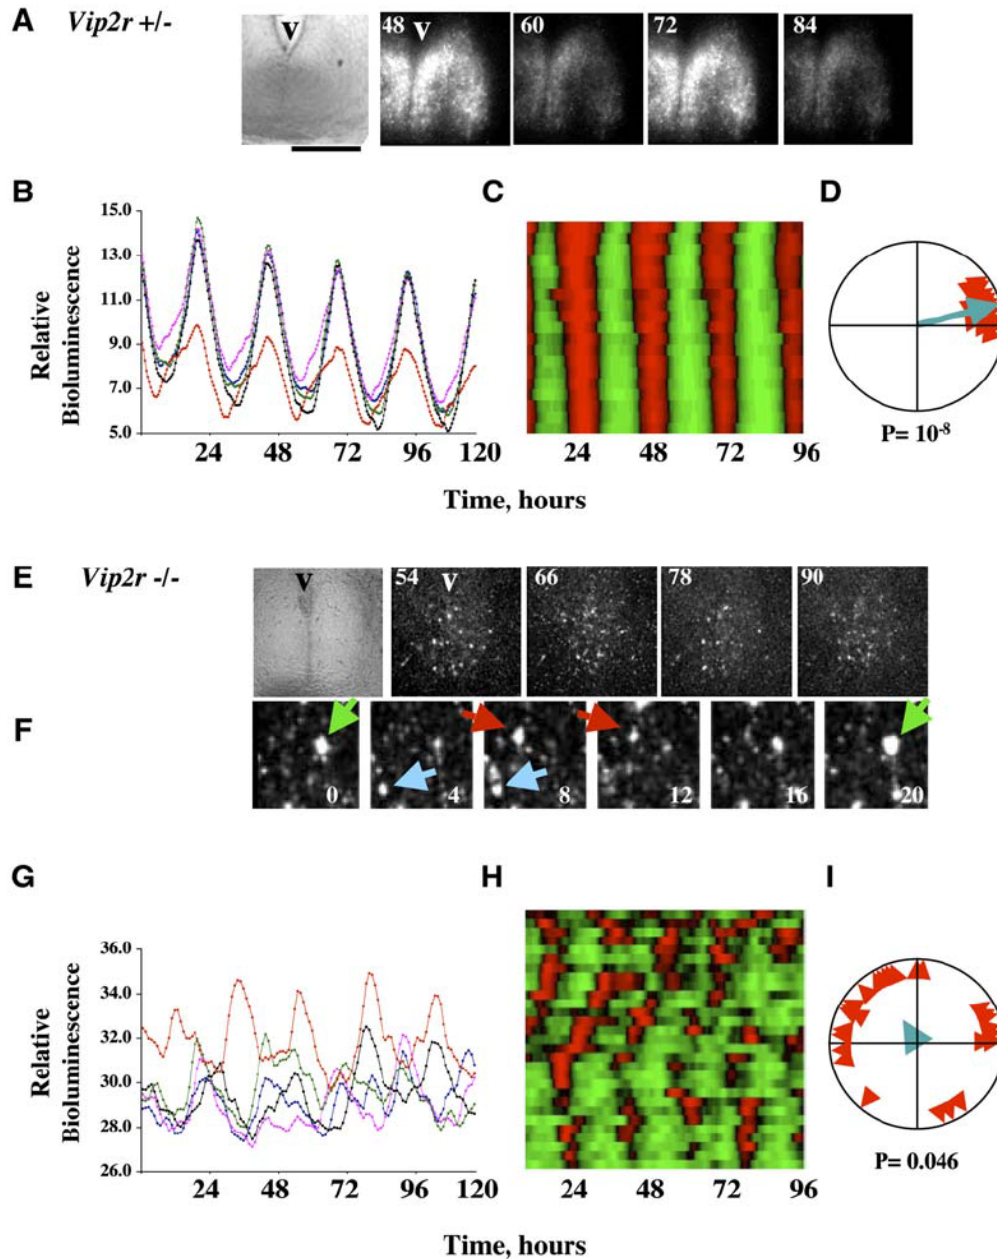 A Vip2r +/-
V
48 V 60 72 84
B C D
15.0
13.0
11.0
9.0
7.0
5.0
Relative
Bioluminescence
24 48 72 96 120
24 48 72 96
P= 10-8
Time, hours
E Vip2r -/-
V
54 V 66 78 90
F
0 4 8 12 16 20
G H I
36.0
34.0
32.0
30.0
28.0
26.0
Relative
Bioluminescence
24 48 72 96 120
24 48 72 96
P= 0.046
Time, hours